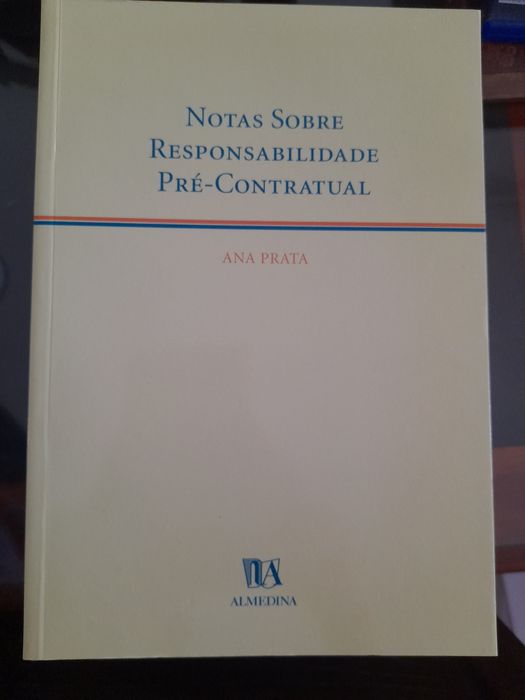 Notas Sobre
Responsabilidade
Pré-Contratual
ANA PRATA
ALMEDINA